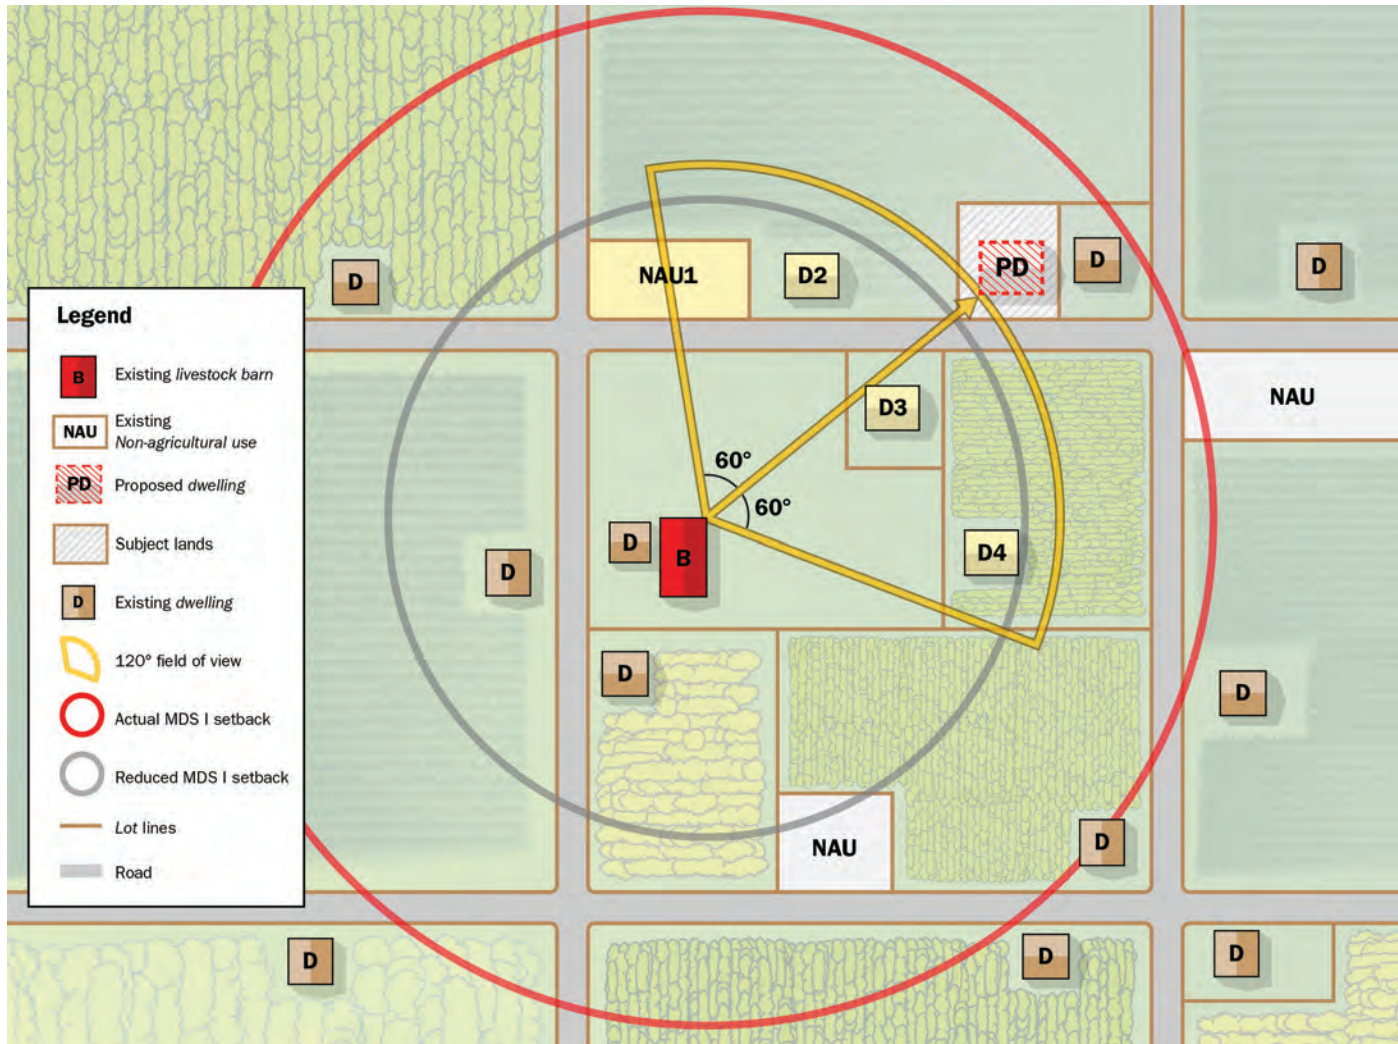 D
NAU1
D2
PD
D
D
NAU
D3
60°
60°
D
B
D
D4
D
D
NAU
D
D
D
D
Legend
B Existing livestock barn
NAU Existing
Non-agricultural use
PD Proposed dwelling
Subject lands
D Existing dwelling
120° field of view
Actual MDS I setback
Reduced MDS I setback
Lot lines
Road